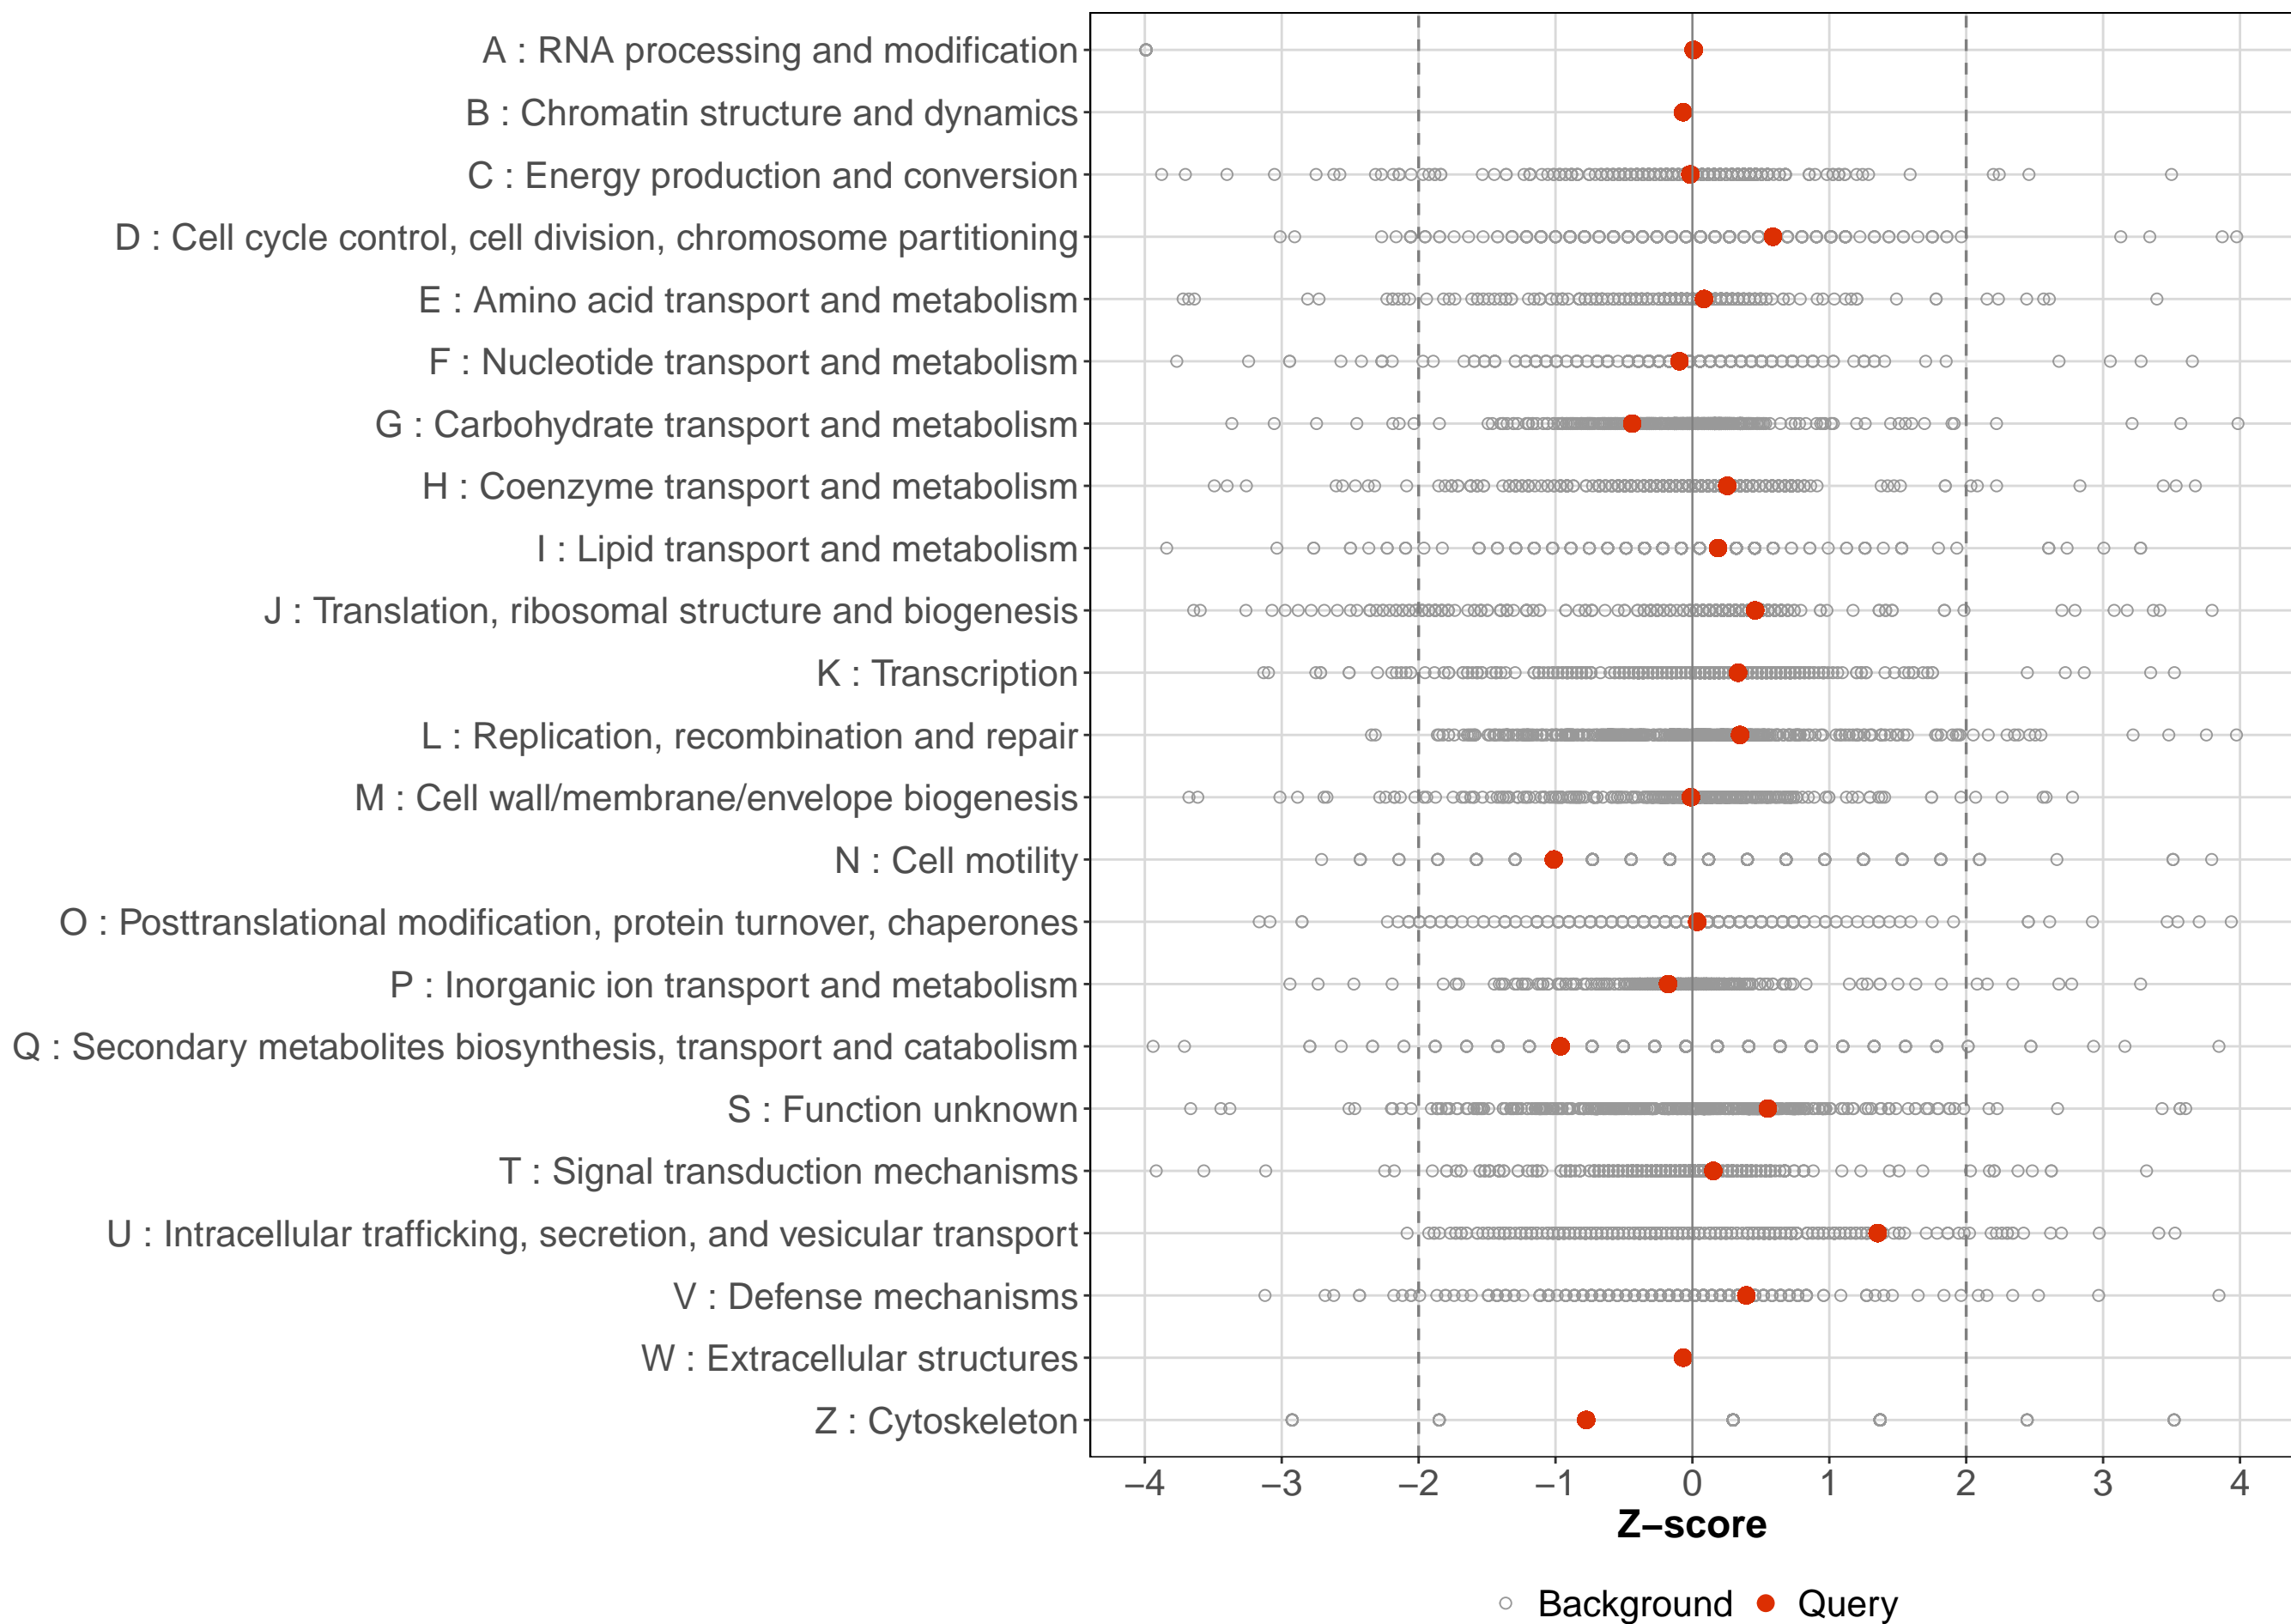 A : RNA processing and modification
B : Chromatin structure and dynamics
C : Energy production and conversion
D : Cell cycle control, cell division, chromosome partitioning
E : Amino acid transport and metabolism
F : Nucleotide transport and metabolism
G : Carbohydrate transport and metabolism
H : Coenzyme transport and metabolism
I : Lipid transport and metabolism
J : Translation, ribosomal structure and biogenesis
K : Transcription
L : Replication, recombination and repair
M : Cell wall/membrane/envelope biogenesis
N : Cell motility
O : Posttranslational modification, protein turnover, chaperones
P : Inorganic ion transport and metabolism
Q : Secondary metabolites biosynthesis, transport and catabolism
S : Function unknown
T : Signal transduction mechanisms
U : Intracellular trafficking, secretion, and vesicular transport
V : Defense mechanisms
W : Extracellular structures
Z : Cytoskeleton
−4 −3 −2 −1 0 1 2 3 4
Z−score
Background Query